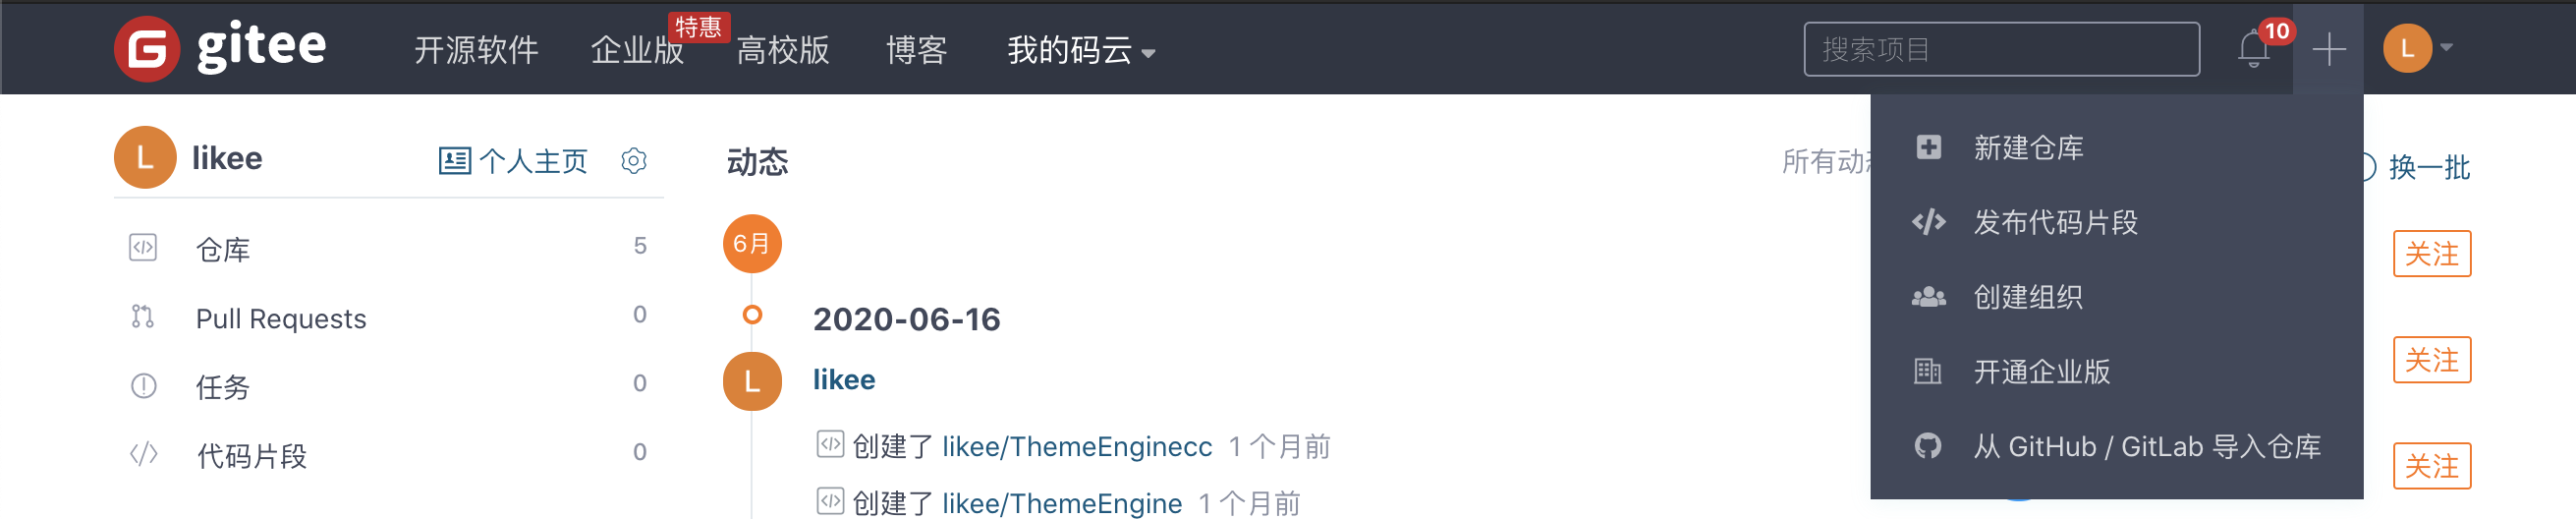 gitee 开源软件 企业版 特惠 高校版 博客 我的码云 搜索项目 10 L
L likee 个人主页
仓库 5
Pull Requests 0
任务 0
代码片段 0
动态 所有动
6月
2020-06-16
L likee
创建了 likee/ThemeEnginecc 1 个月前
创建了 likee/ThemeEngine 1 个月前
新建仓库
发布代码片段
创建组织
开通企业版
从 GitHub / GitLab 导入仓库
换一批
关注
关注
关注